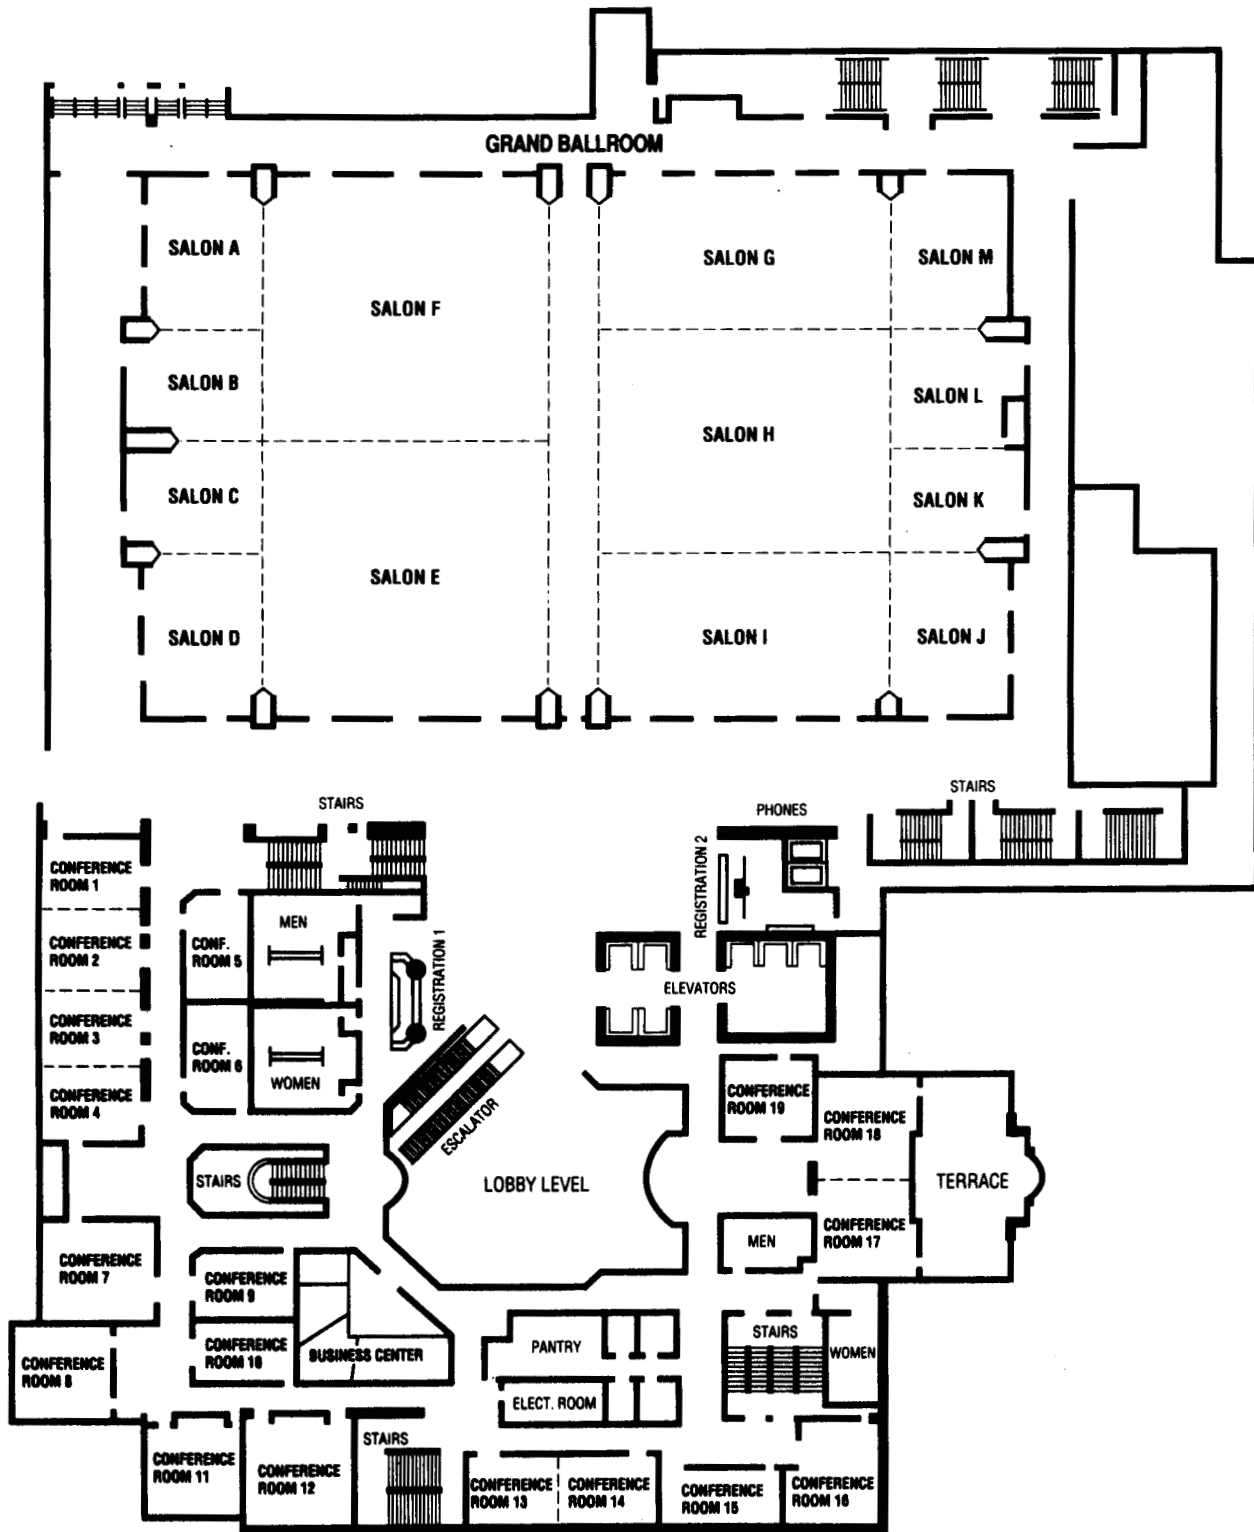 GRAND BALLROOM
SALON A
SALON G
SALON M
SALON F
SALON B
SALON L
SALON H
SALON C
SALON K
SALON E
SALON D
SALON I
SALON J
STAIRS
STAIRS
PHONES
CONFERENCE
ROOM 1
REGISTRATION 2
MEN
CONF.
ROOM 5
CONFERENCE
ROOM 2
REGISTRATION 1
ELEVATORS
CONFERENCE
ROOM 3
CONF.
ROOM 6
WOMEN
CONFERENCE
ROOM 4
CONFERENCE
ROOM 19
CONFERENCE
ROOM 18
ESCALATOR
STAIRS
LOBBY LEVEL
TERRACE
CONFERENCE
ROOM 17
MEN
CONFERENCE
ROOM 7
CONFERENCE
ROOM 9
STAIRS
PANTRY
WOMEN
CONFERENCE
ROOM 10
BUSINESS CENTER
CONFERENCE
ROOM 8
ELECT. ROOM
STAIRS
CONFERENCE
ROOM 11
CONFERENCE
ROOM 12
CONFERENCE
ROOM 13
CONFERENCE
ROOM 14
CONFERENCE
ROOM 15
CONFERENCE
ROOM 16